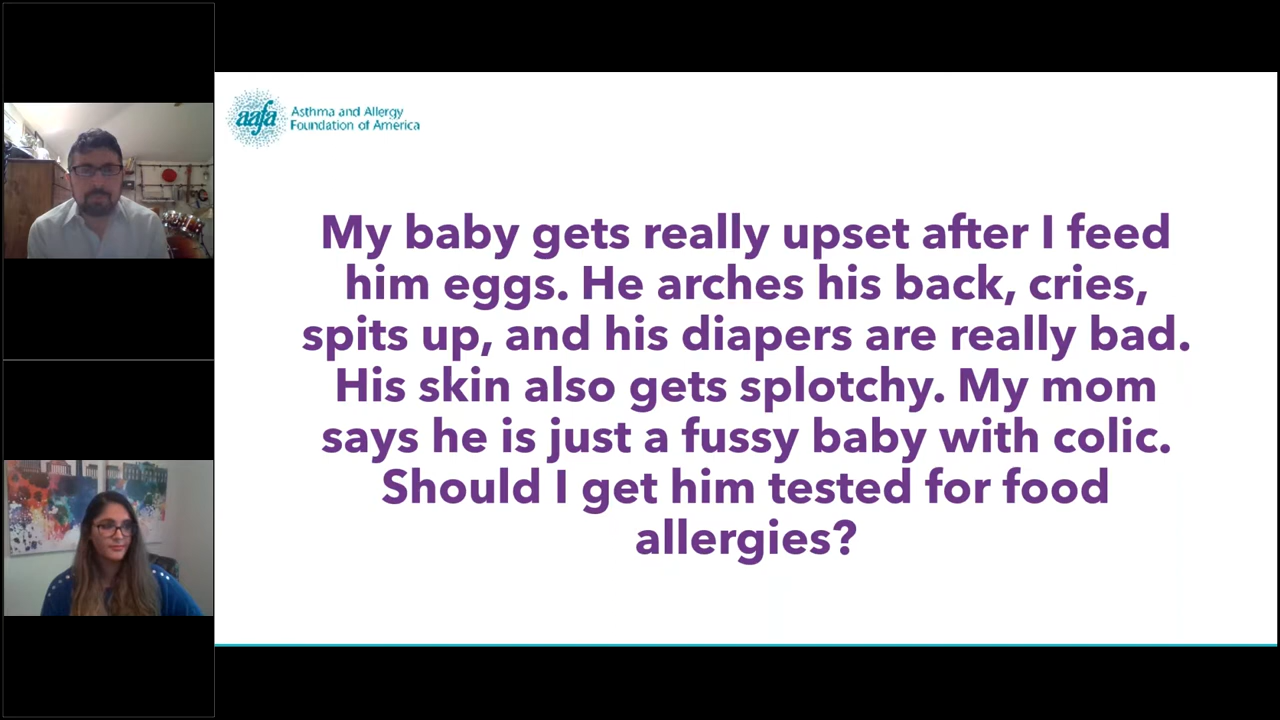 aafa
Asthma and Allergy
Foundation of America
My baby gets really upset after I feed
him eggs. He arches his back, cries,
spits up, and his diapers are really bad.
His skin also gets splotchy. My mom
says he is just a fussy baby with colic.
Should I get him tested for food
allergies?